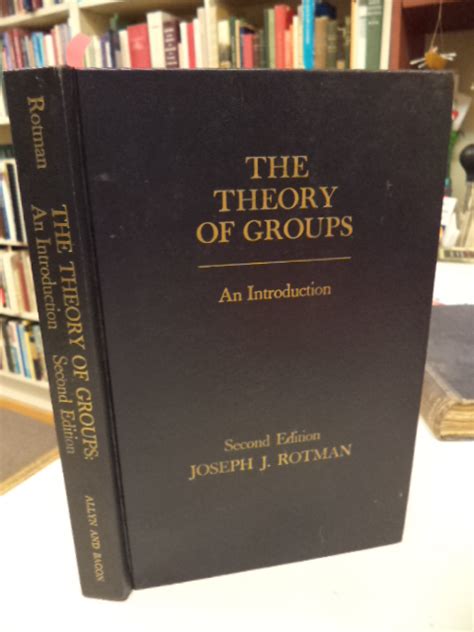 THE
THEORY
OF GROUPS
An Introduction
Second Edition
JOSEPH J. ROTMAN
Rotman
THE THEORY OF GROUPS:
An Introduction Second Edition
ALLYN AND BACON